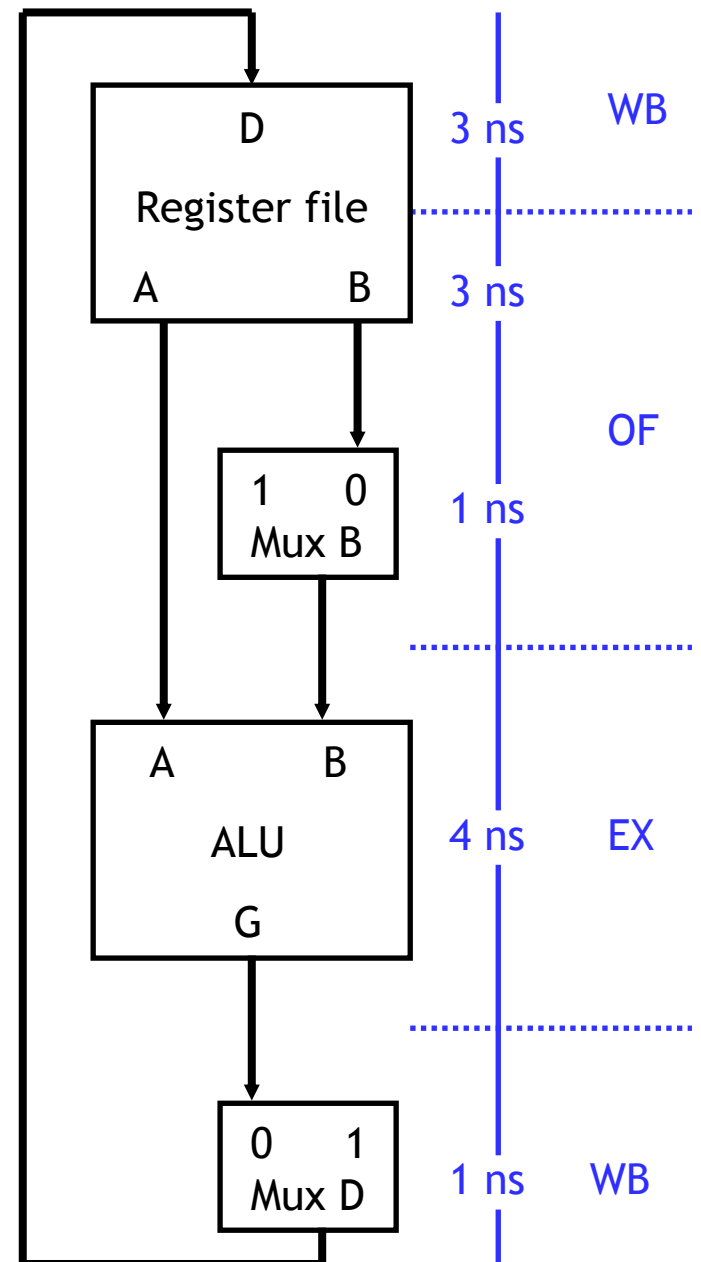 D
Register file
A B
1 0
Mux B
A B
ALU
G
0 1
Mux D
3 ns WB
3 ns
OF
1 ns
4 ns EX
1 ns WB